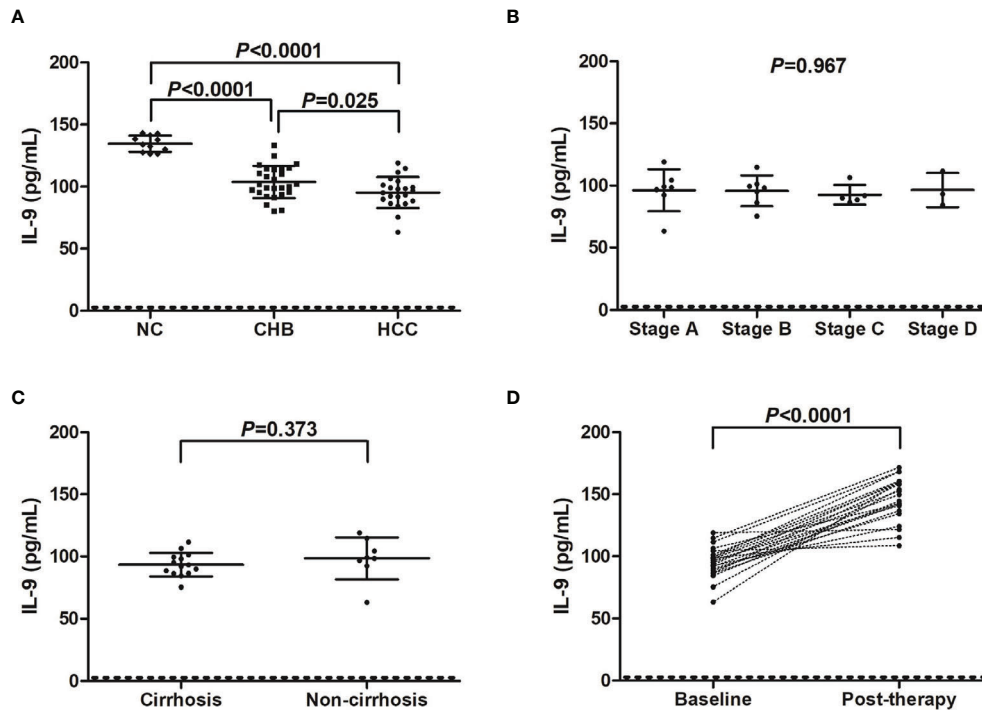 A
IL-9 (pg/mL)
200
150
100
50
0
P<0.0001
P<0.0001
P=0.025
NC CHB HCC
B
IL-9 (pg/mL)
200
150
100
50
0
P=0.967
Stage A Stage B Stage C Stage D
C
IL-9 (pg/mL)
200
150
100
50
0
P=0.373
Cirrhosis Non-cirrhosis
D
IL-9 (pg/mL)
200
150
100
50
0
P<0.0001
Baseline Post-therapy